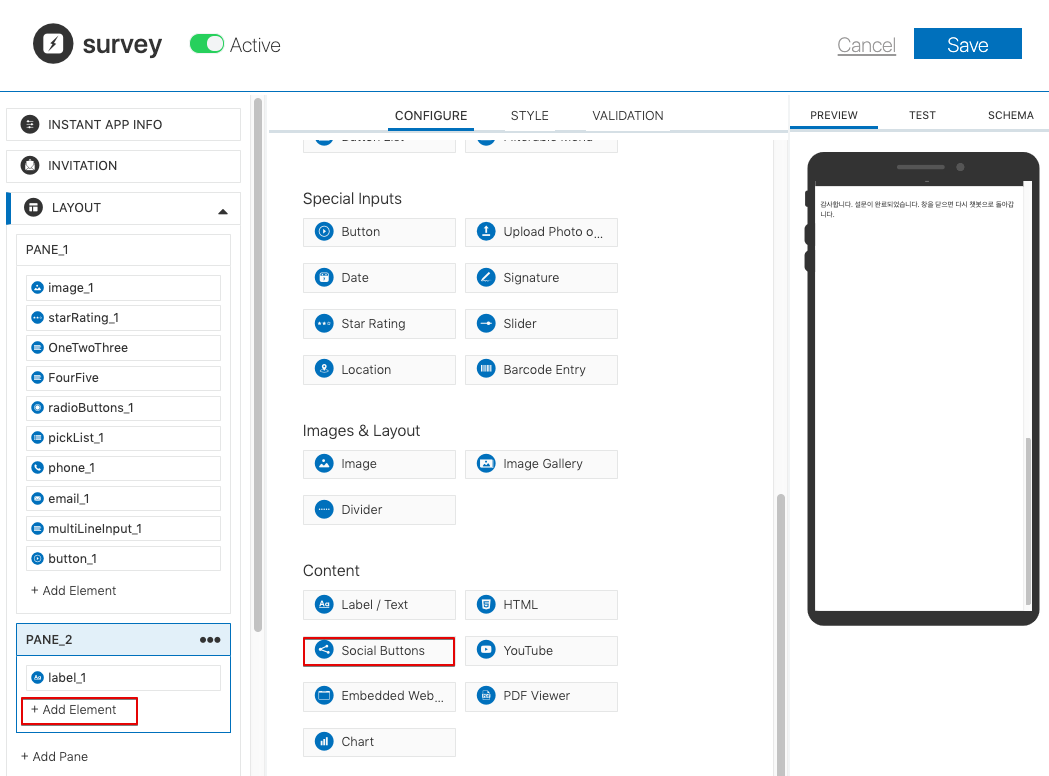 survey
Active
Cancel
Save
INSTANT APP INFO
INVITATION
LAYOUT
PANE_1
image_1
starRating_1
OneTwoThree
FourFive
radioButtons_1
pickList_1
phone_1
email_1
multiLineInput_1
button_1
+ Add Element
PANE_2
label_1
+ Add Element
+ Add Pane
CONFIGURE
STYLE
VALIDATION
Button List
Special Inputs
Button
Upload Photo o...
Date
Signature
Star Rating
Slider
Location
Barcode Entry
Images & Layout
Image
Image Gallery
Divider
Content
Label / Text
HTML
Social Buttons
YouTube
Embedded Web...
PDF Viewer
Chart
PREVIEW
TEST
SCHEMA
감사합니다. 설문이 완료되었습니다. 창을 닫으면 다시 챗봇으로 돌아갑
니다.